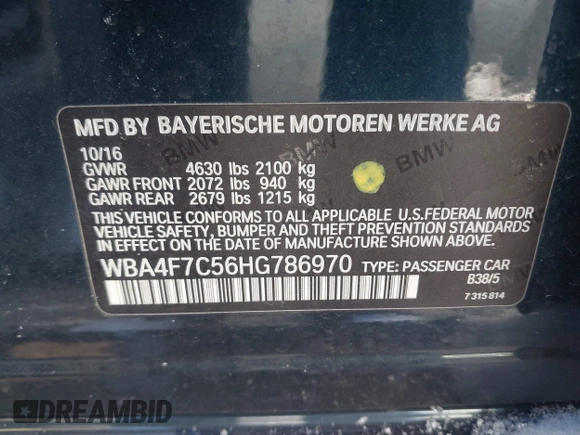 MFD BY BAYERISCHE MOTOREN WERKE AG
10/16
GVWR 4630 lbs 2100 kg
GAWR FRONT 2072 lbs 940 kg
GAWR REAR 2679 lbs 1215 kg
THIS VEHICLE CONFORMS TO ALL APPLICABLE U.S.FEDERAL MOTOR
VEHICLE SAFETY, BUMPER AND THEFT PREVENTION STANDARDS
IN EFFECT ON THE DATE OF MANUFACTURE SHOWN ABOVE.
WBA4F7C56HG786970 TYPE: PASSENGER CAR
B38/5
7 315 814
DREAMBID